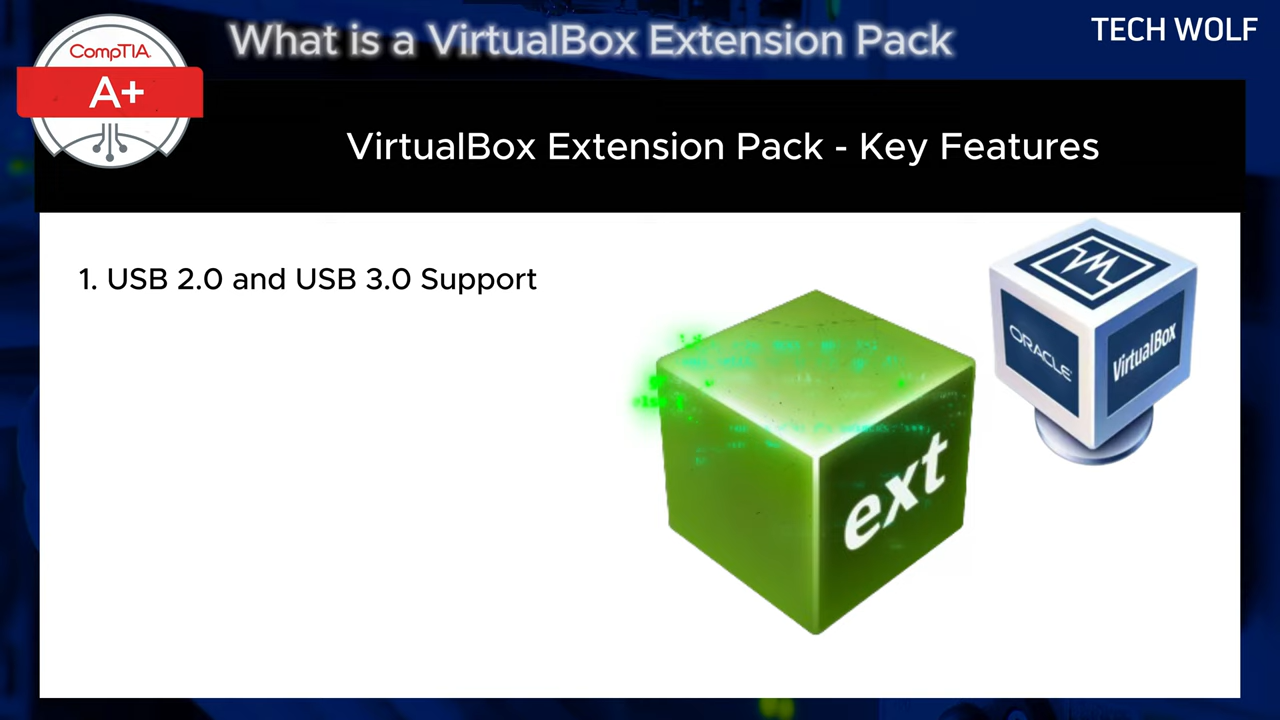 What is a VirtualBox Extension Pack
TECH WOLF
CompTIA.
A+
VirtualBox Extension Pack - Key Features
1. USB 2.0 and USB 3.0 Support
ORACLE
VirtualBox
ext